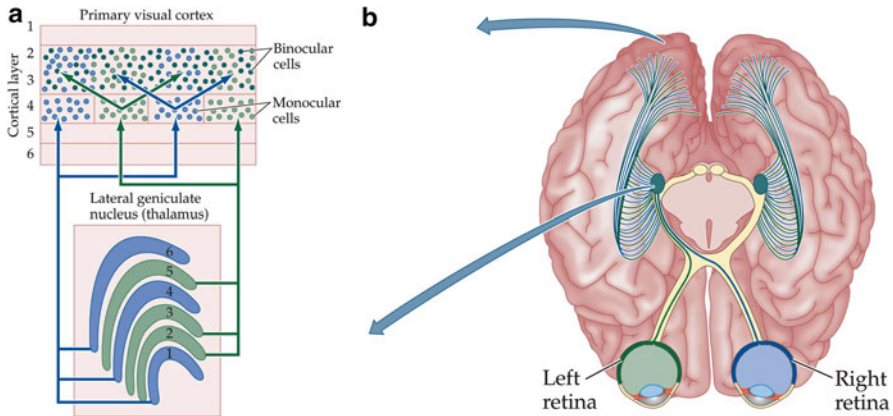 a
Primary visual cortex
Cortical layer
1
2
3
4
5
6
Binocular
cells
Monocular
cells
Lateral geniculate
nucleus (thalamus)
6
5
4
3
2
1
b
Left
retina
Right
retina